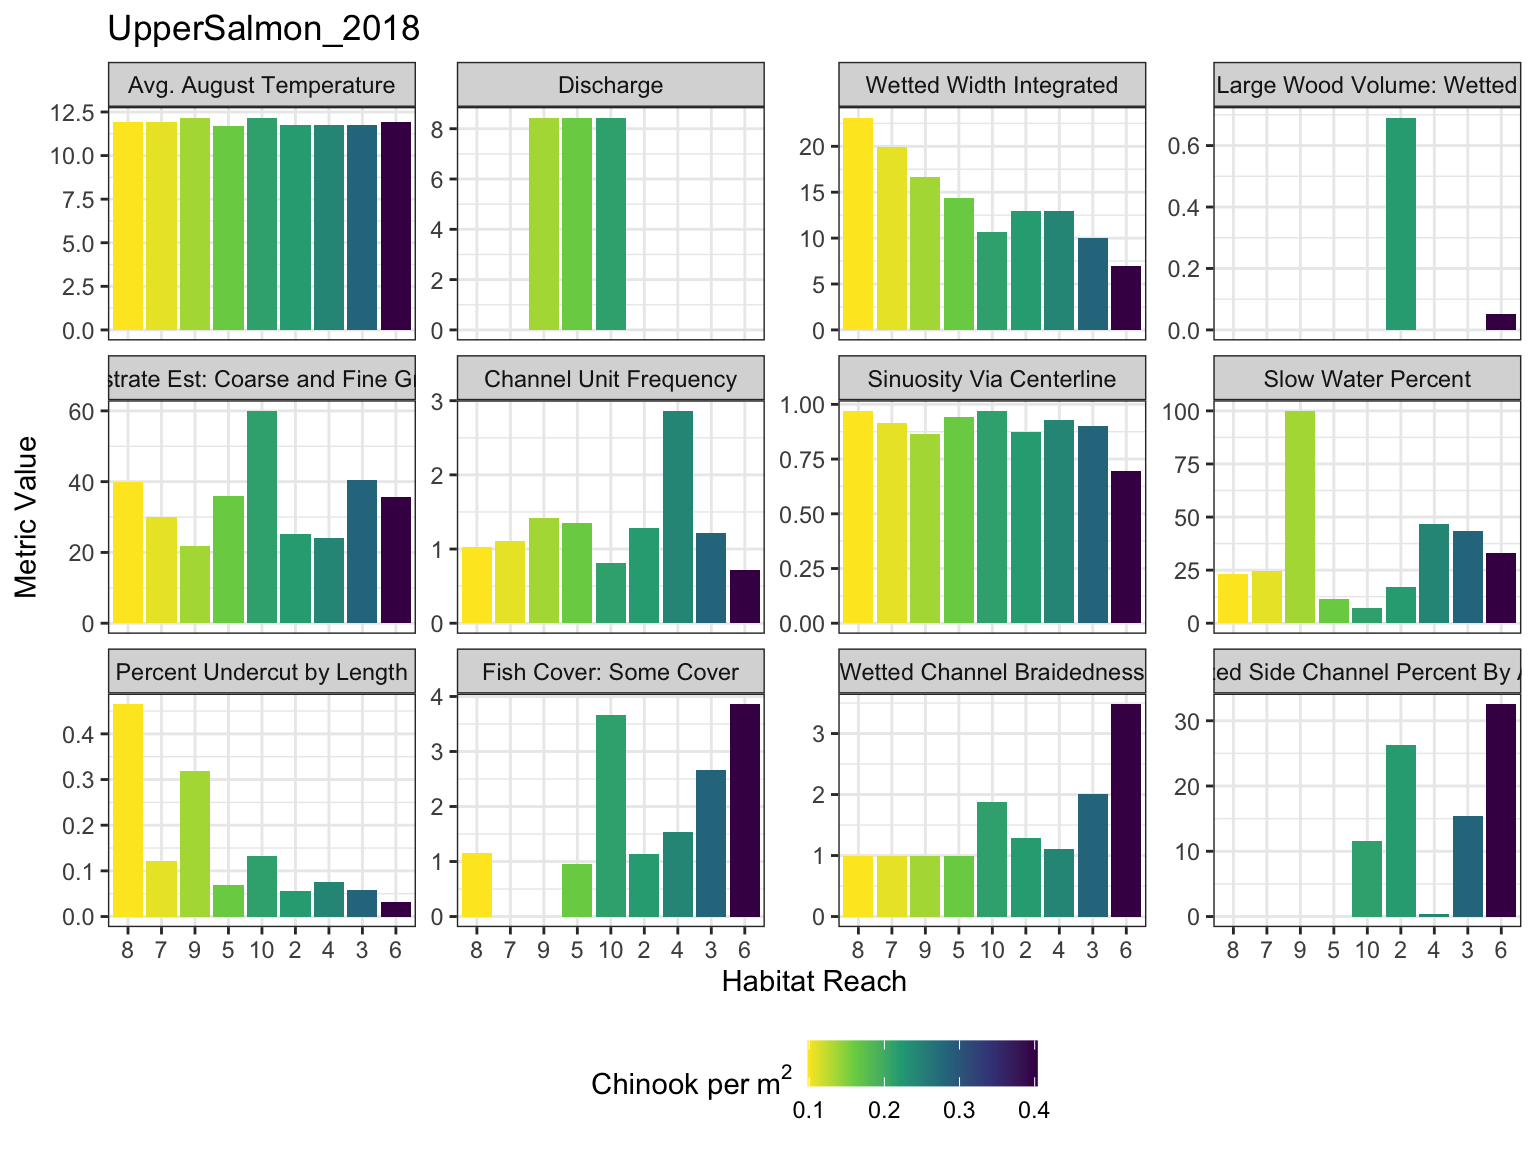 UpperSalmon_2018
Avg. August Temperature
Discharge
Wetted Width Integrated
Large Wood Volume: Wetted
12.5
10.0
7.5
5.0
2.5
0.0
8
6
4
2
0
20
15
10
5
0
0.6
0.4
0.2
0.0
strate Est: Coarse and Fine Gr
Channel Unit Frequency
Sinuosity Via Centerline
Slow Water Percent
60
40
20
0
3
2
1
0
1.00
0.75
0.50
0.25
0.00
100
75
50
25
0
Metric Value
Percent Undercut by Length
Fish Cover: Some Cover
Wetted Channel Braidedness
ted Side Channel Percent By A
0.4
0.3
0.2
0.1
0.0
4
3
2
1
0
3
2
1
0
30
20
10
0
8 7 9 5 10 2 4 3 6
8 7 9 5 10 2 4 3 6
8 7 9 5 10 2 4 3 6
8 7 9 5 10 2 4 3 6
Habitat Reach
Chinook per m²
0.1 0.2 0.3 0.4